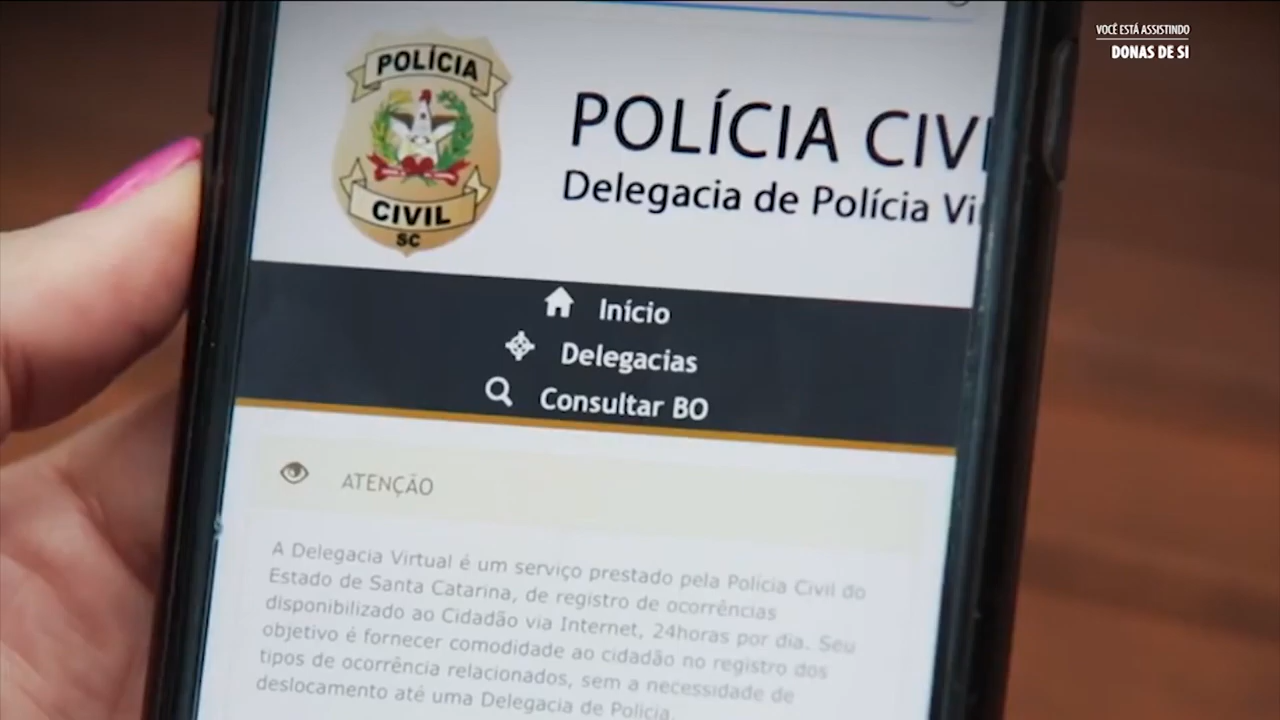 VOCÊ ESTÁ ASSISTINDO
DONAS DE SI
POLÍCIA
CIVIL
SC
POLÍCIA CIV
Delegacia de Polícia Vi
Início
Delegacias
Consultar BO
ATENÇÃO
A Delegacia Virtual é um serviço prestado pela Polícia Civil do
Estado de Santa Catarina, de registro de ocorrências
disponibilizado ao Cidadão via Internet, 24horas por dia. Seu
objetivo é fornecer comodidade ao cidadão no registro dos
tipos de ocorrência relacionados, sem a necessidade de
deslocamento até uma Delegacia de Polícia.